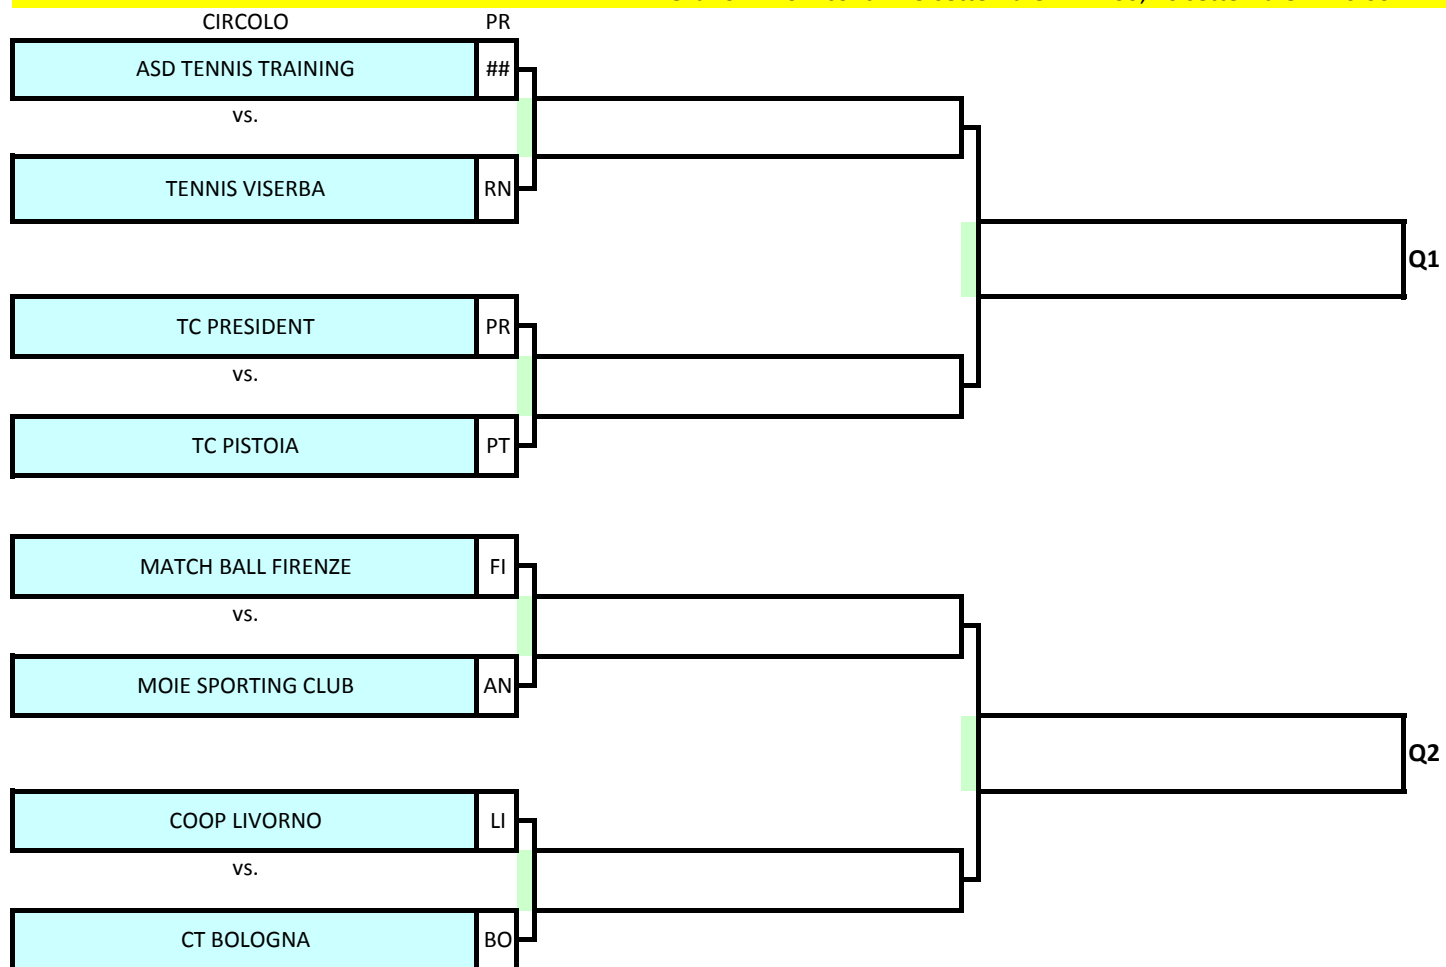 CIRCOLO PR
ASD TENNIS TRAINING ##
vs.
TENNIS VISERBA RN
Q1
TC PRESIDENT PR
vs.
TC PISTOIA PT
MATCH BALL FIRENZE FI
vs.
MOIE SPORTING CLUB AN
Q2
COOP LIVORNO LI
vs.
CT BOLOGNA BO